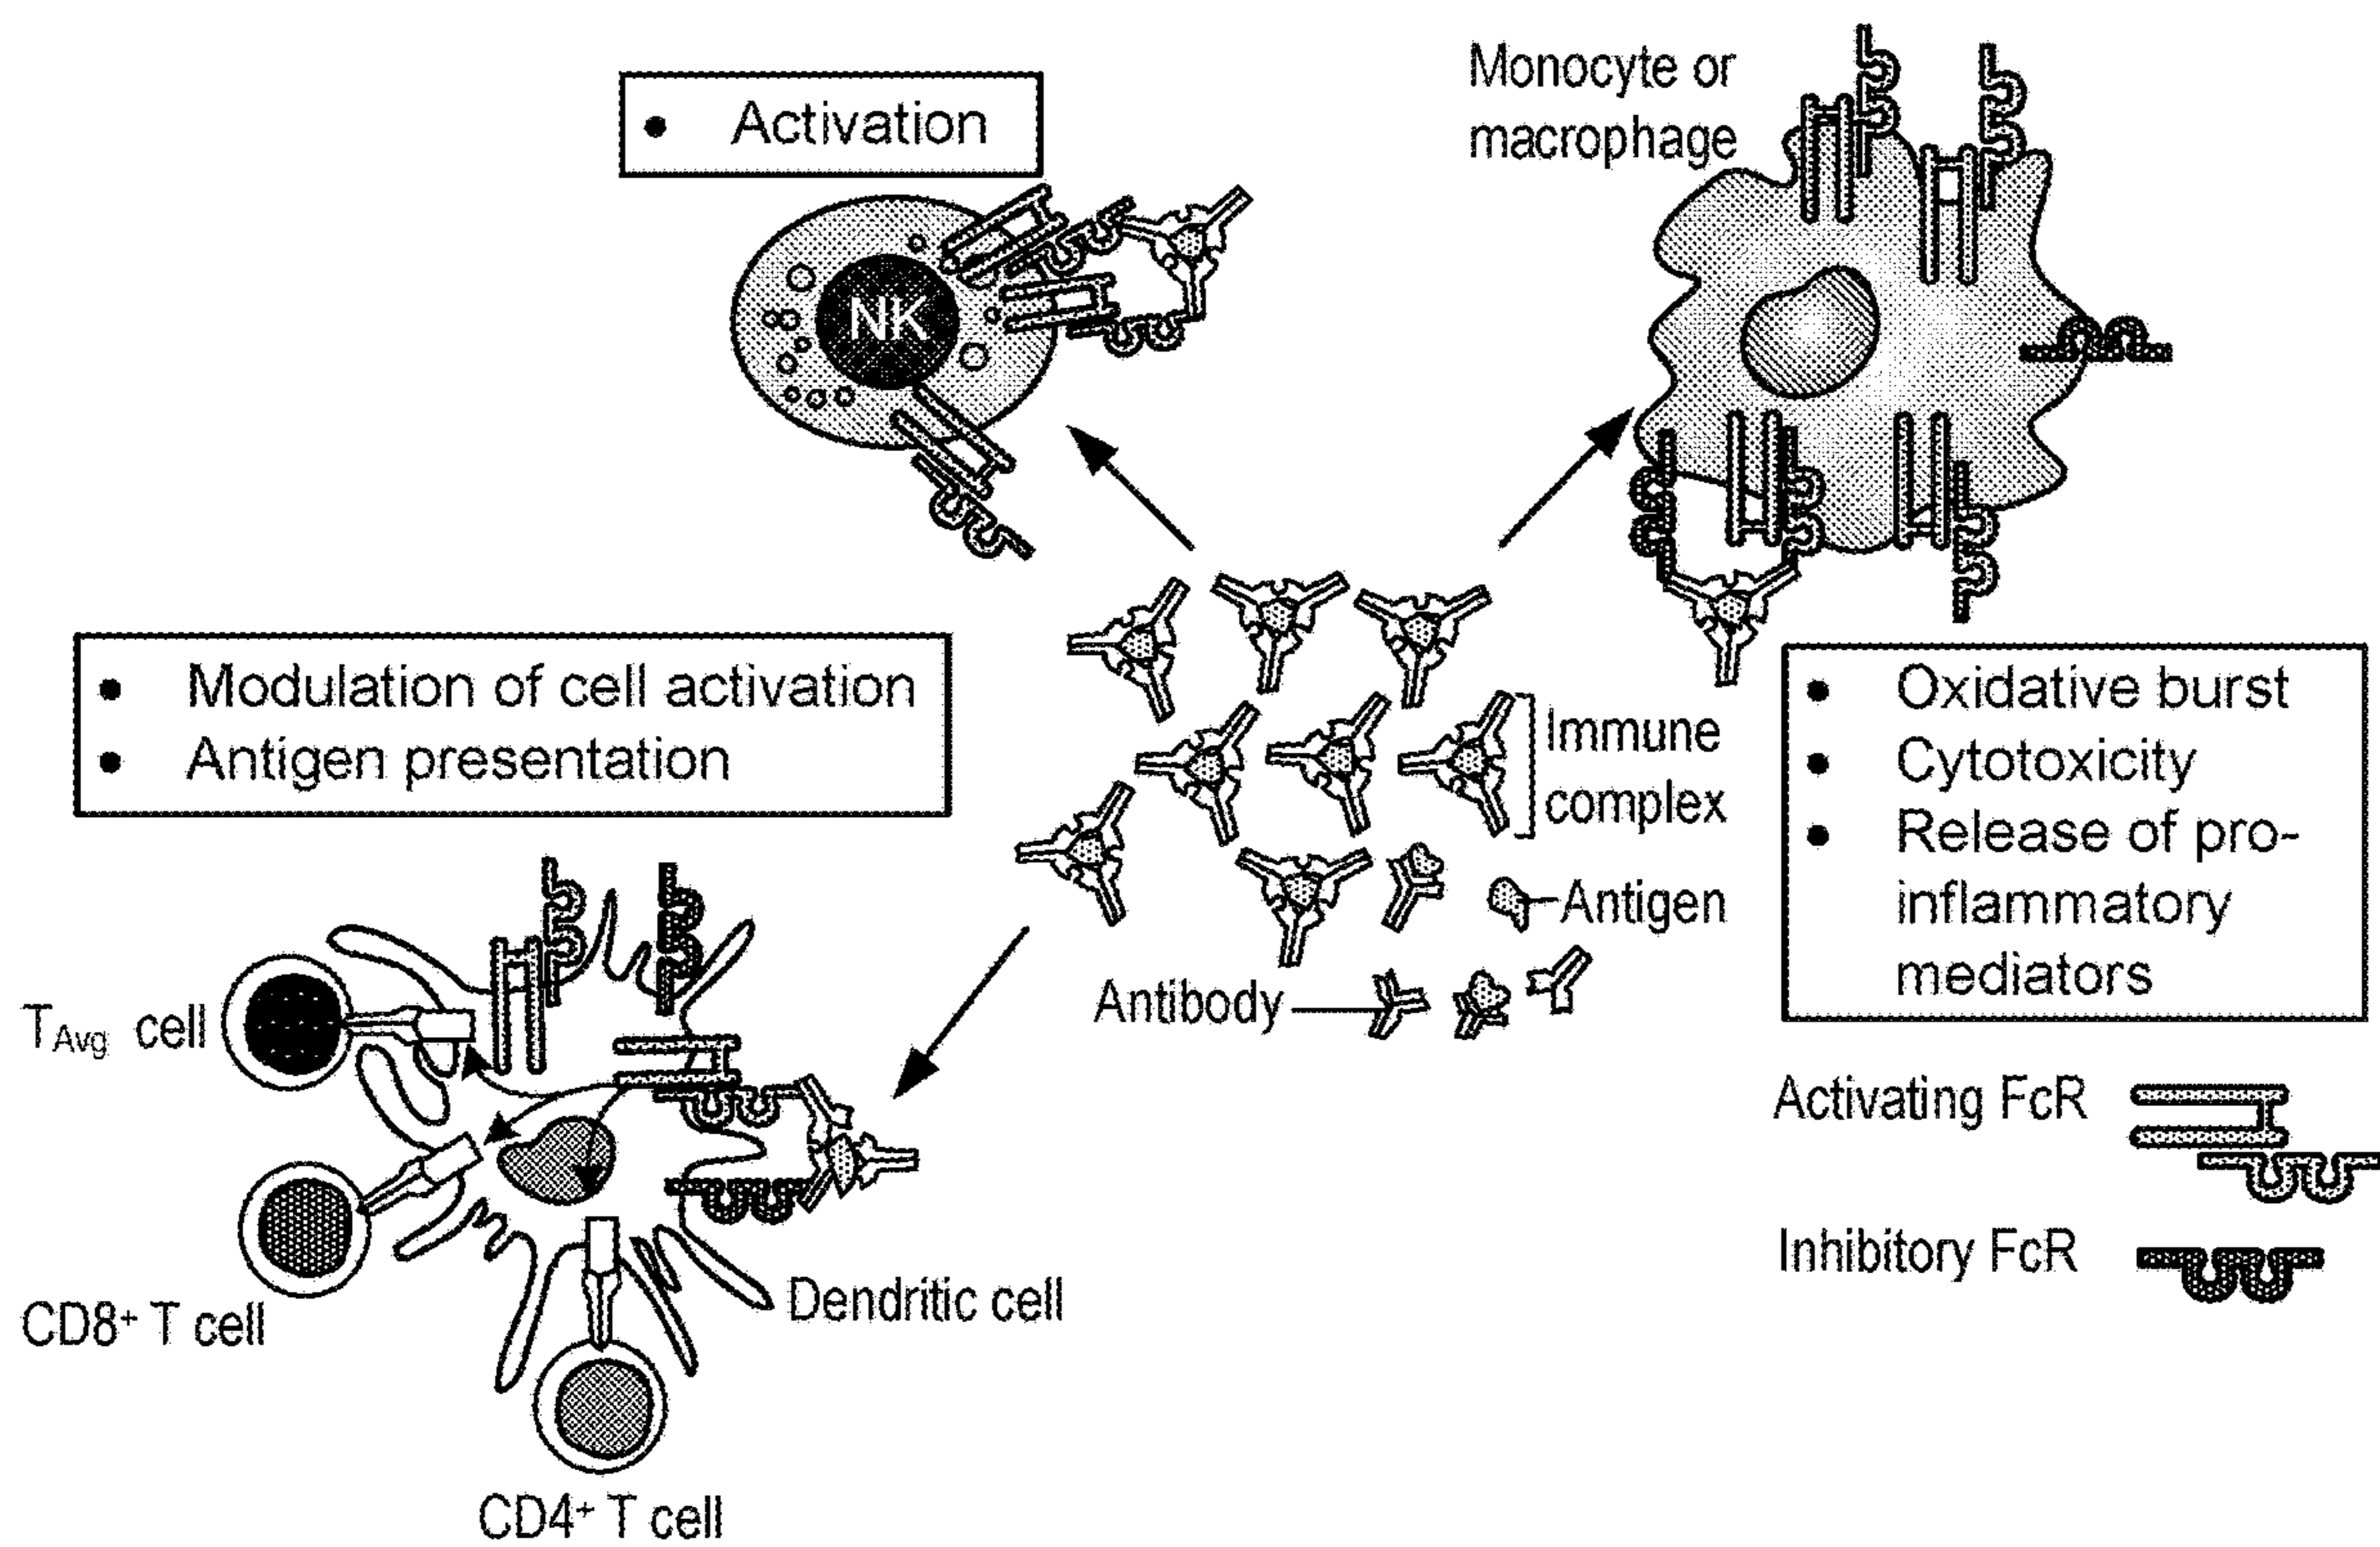 • Activation
Monocyte or
macrophage
NK
• Modulation of cell activation
• Antigen presentation
Immune
complex
Antigen
Antibody
• Oxidative burst
• Cytotoxicity
• Release of pro-
inflammatory
mediators
TAvg cell
CD8+ T cell
CD4+ T cell
Dendritic cell
Activating FcR
Inhibitory FcR